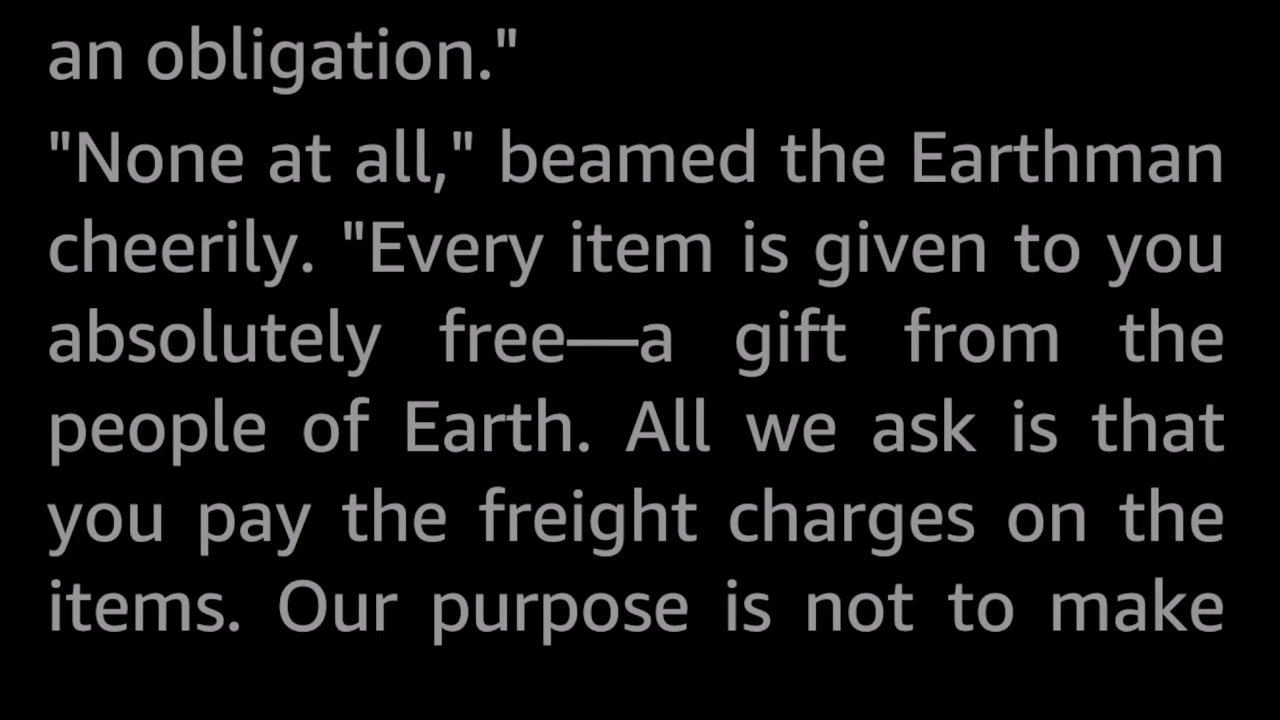 an obligation."
"None at all," beamed the Earthman
cheerily. "Every item is given to you
absolutely free—a gift from the
people of Earth. All we ask is that
you pay the freight charges on the
items. Our purpose is not to make